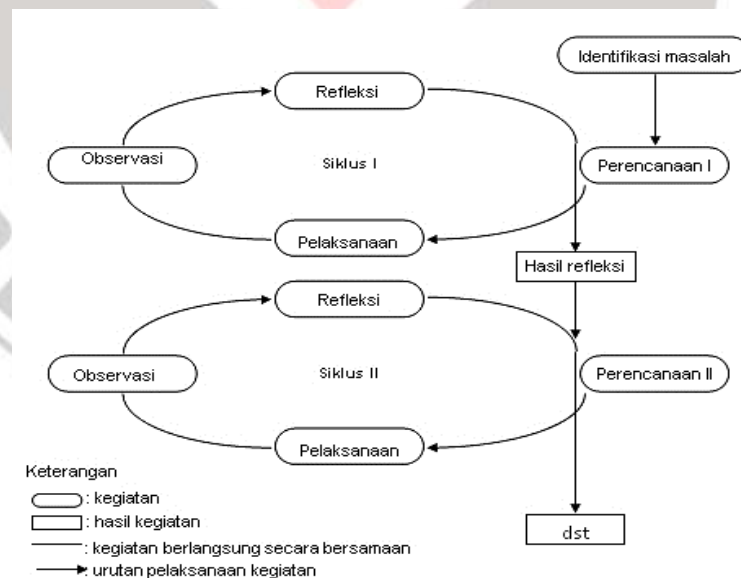 Identifikasi masalah
Refleksi
Observasi
Siklus I
Perencanaan I
Pelaksanaan
Hasil refleksi
Refleksi
Observasi
Siklus II
Perencanaan II
Pelaksanaan
Keterangan
: kegiatan
: hasil kegiatan
: kegiatan berlangsung secara bersamaan
: urutan pelaksanaan kegiatan
dst